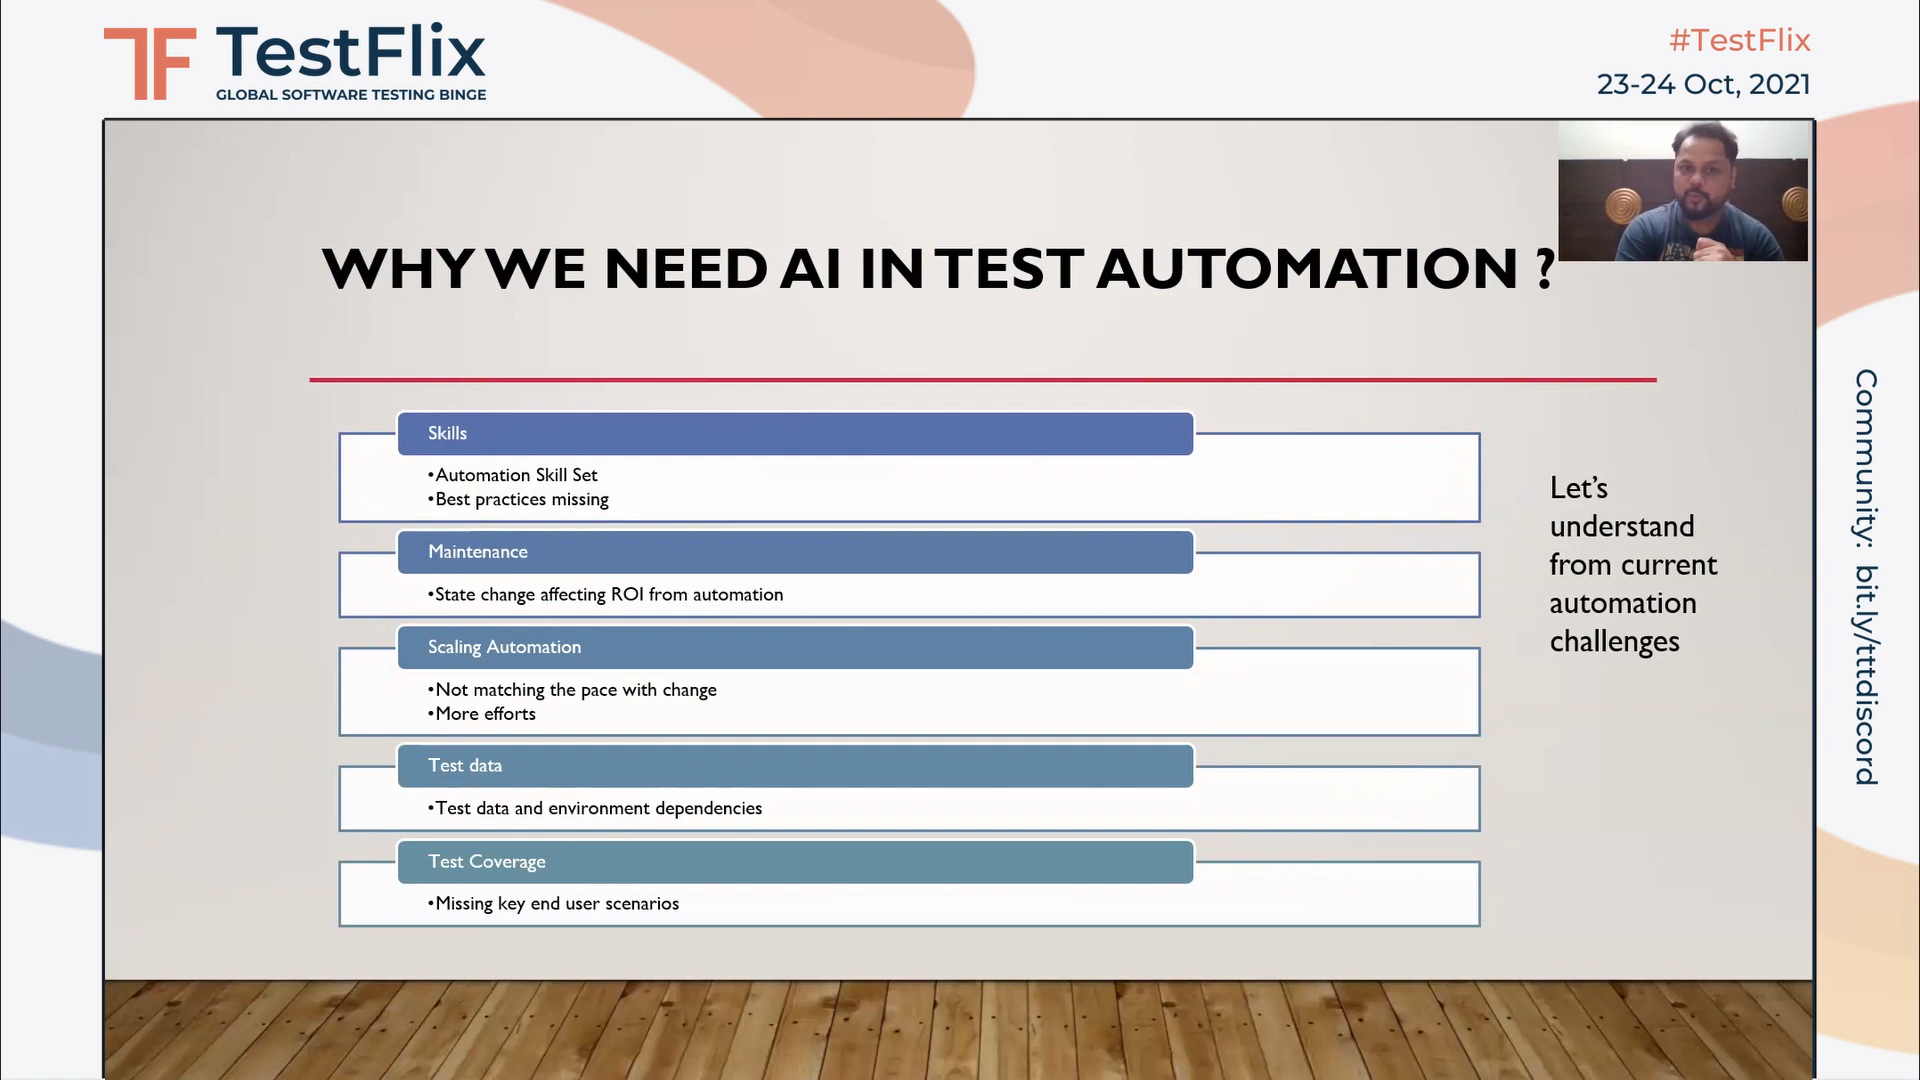 TF TestFlix
GLOBAL SOFTWARE TESTING BINGE
#TestFlix
23-24 Oct, 2021
WHY WE NEED AI IN TEST AUTOMATION ?
Skills
•Automation Skill Set
•Best practices missing
Maintenance
•State change affecting ROI from automation
Scaling Automation
•Not matching the pace with change
•More efforts
Test data
•Test data and environment dependencies
Test Coverage
•Missing key end user scenarios
Let's
understand
from current
automation
challenges
Community: bit.ly/tttdiscord